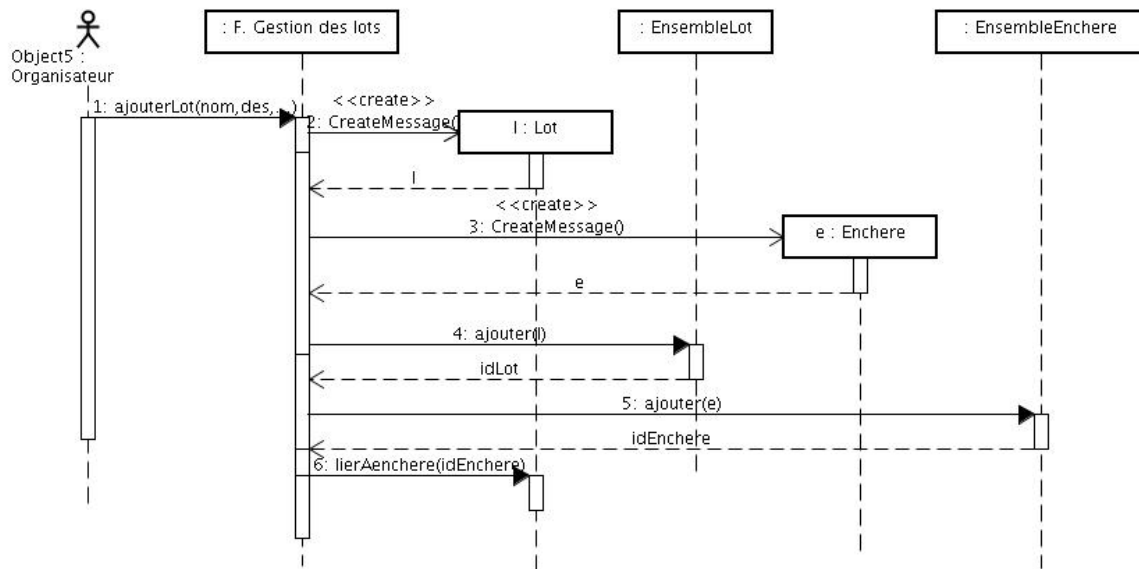 : F. Gestion des lots
: EnsembleLot
: EnsembleEnchere
Object5 :
Organisateur
1: ajouterLot(nom,des,...)
<<create>>
2: CreateMessage()
l : Lot
l
<<create>>
3: CreateMessage()
e : Enchere
e
4: ajouter(l)
idLot
5: ajouter(e)
idEnchere
6: lierAenchere(idEnchere)